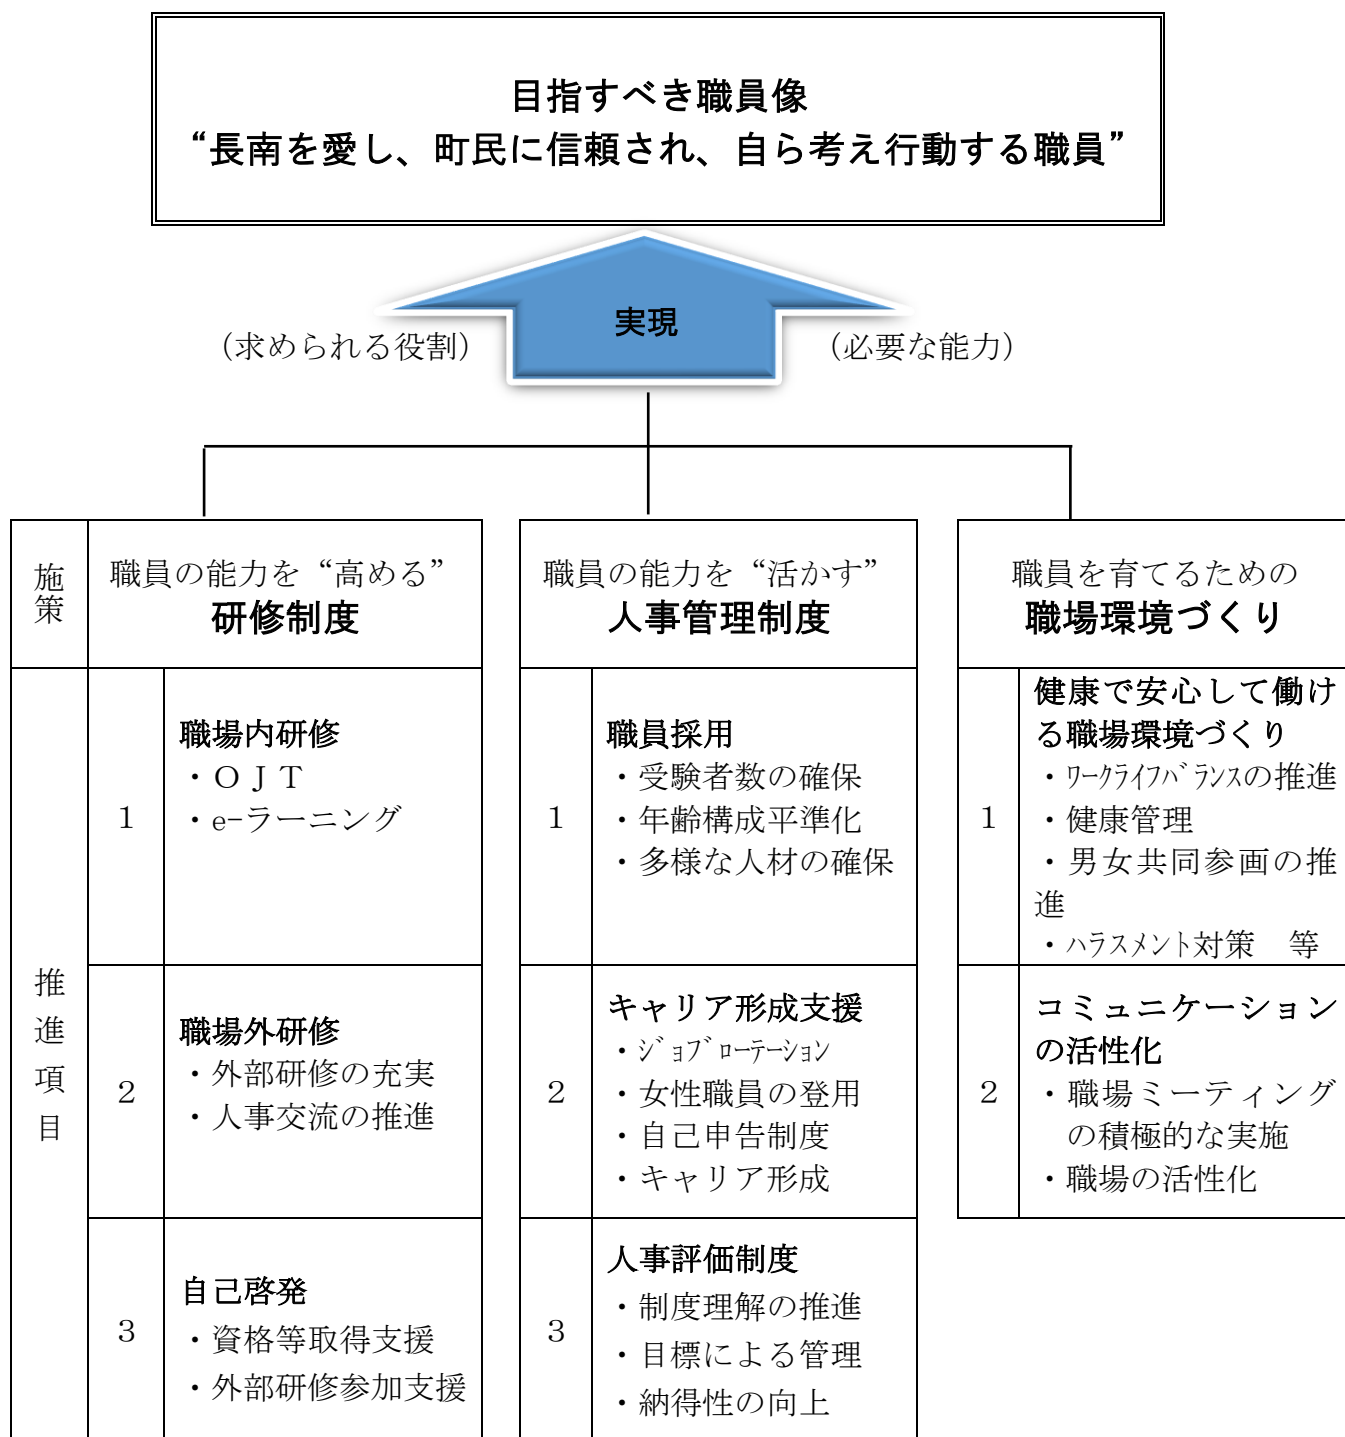 目指すべき職員像
“長南を愛し、町民に信頼され、自ら考え行動する職員”
実現
（求められる役割）
（必要な能力）
施策
職員の能力を“高める”
研修制度
職員の能力を“活かす”
人事管理制度
職員を育てるための
職場環境づくり
推進項目
1
職場内研修
・ＯＪＴ
・e-ラーニング
2
職場外研修
・外部研修の充実
・人事交流の推進
3
自己啓発
・資格等取得支援
・外部研修参加支援
1
職員採用
・受験者数の確保
・年齢構成平準化
・多様な人材の確保
2
キャリア形成支援
・ｼﾞｮﾌﾞﾛｰﾃｰｼｮﾝ
・女性職員の登用
・自己申告制度
・キャリア形成
3
人事評価制度
・制度理解の推進
・目標による管理
・納得性の向上
1
健康で安心して働け
る職場環境づくり
・ﾜｰｸﾗｲﾌﾊﾞﾗﾝｽの推進
・健康管理
・男女共同参画の推
進
・ﾊﾗｽﾒﾝﾄ対策　等
2
コミュニケーション
の活性化
・職場ミーティング
の積極的な実施
・職場の活性化